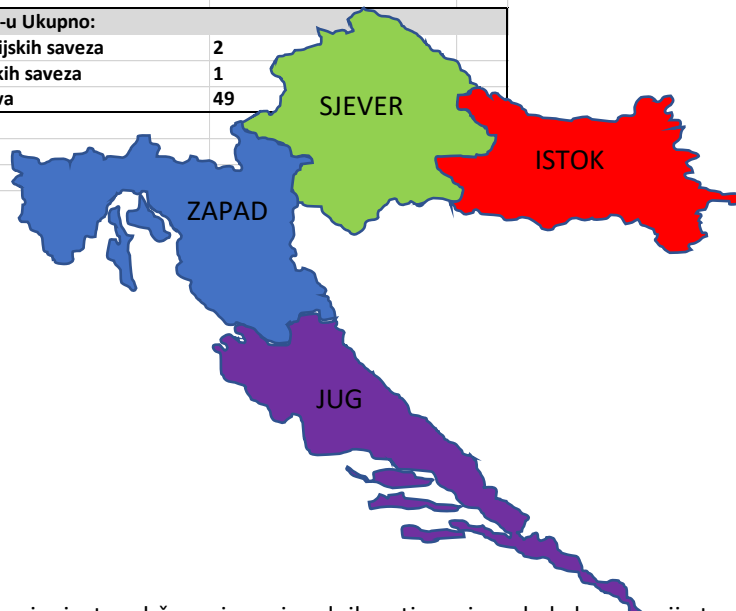 -u Ukupno:
ijskih saveza 2
kih saveza 1
va 49
SJEVER
ISTOK
ZAPAD
JUG